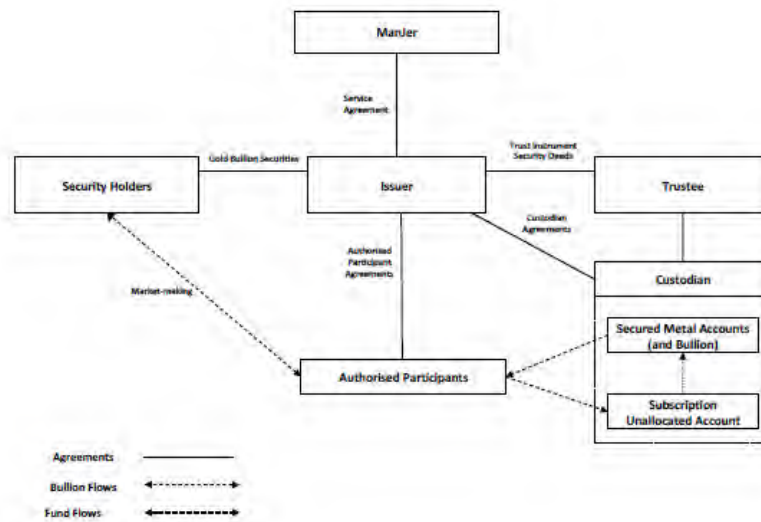 ManJer
Service
Agreement
Gold Bullion Securities
Trust Instrument
Security Deeds
Security Holders
Issuer
Trustee
Custodian
Agreements
Authorised
Participant
Agreements
Custodian
Market-making
Secured Metal Accounts
(and Bullion)
Authorised Participants
Subscription
Unallocated Account
Agreements
Bullion Flows
Fund Flows